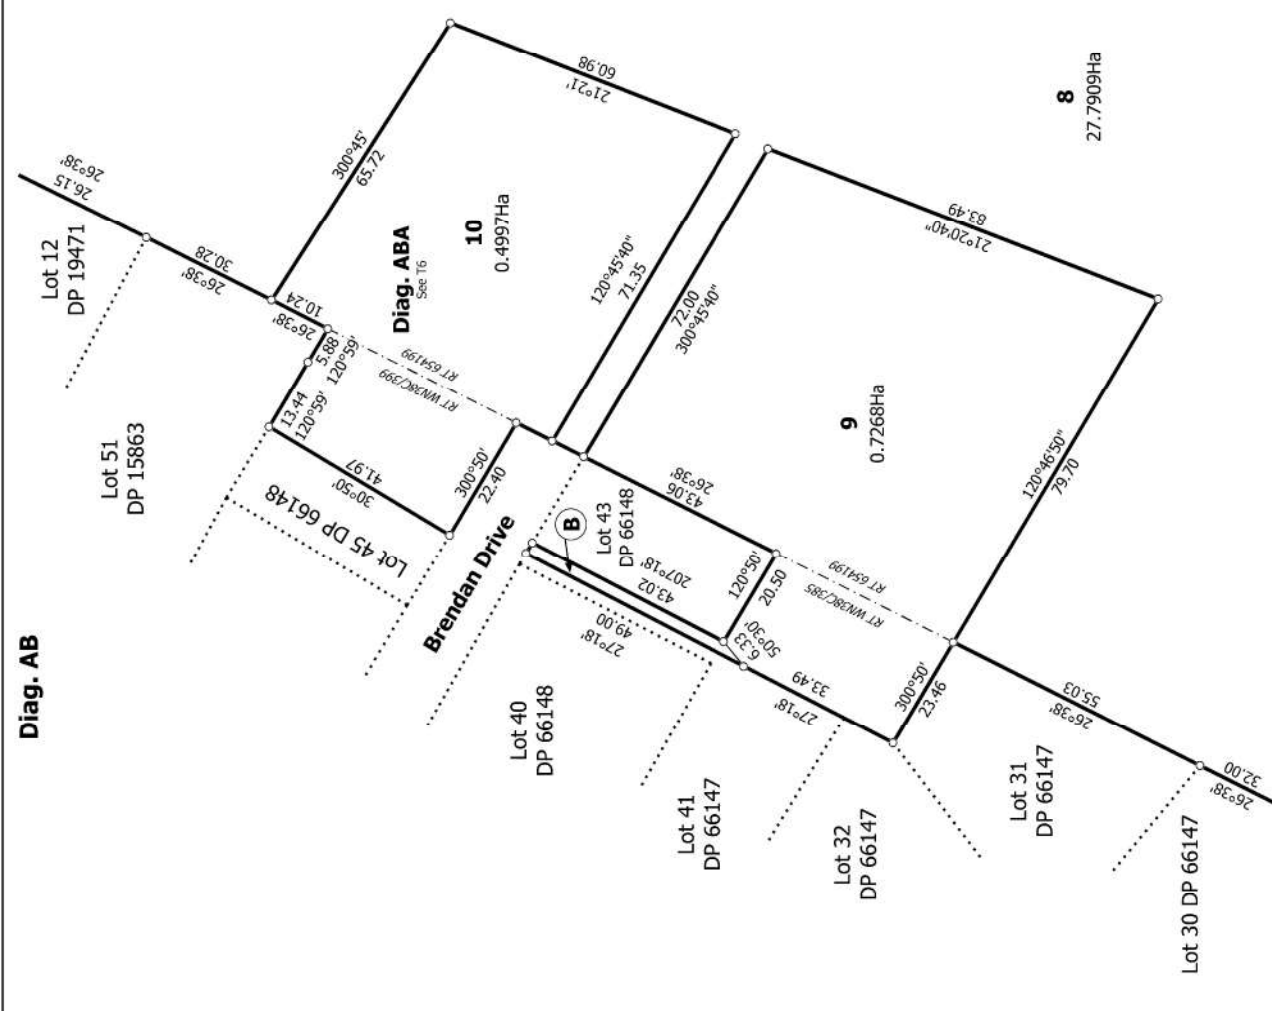 Diag. AB
Lot 12
DP 19471
26.15
26°38'
30.28
26°38'
10.24
26°38'
5.88
120°59'
13.44
120°59'
Lot 51
DP 15863
300°45'
65.72
60.98
21°21'
10
0.4997Ha
Diag. ABA
See T6
RT 654199
RT WN38C/399
41.97
30°50'
Lot 45 DP 66148
300°50'
22.40
120°45'40"
71.35
8
27.7909Ha
72.00
300°45'40"
83.49
21°20'40"
9
0.7268Ha
Brendan Drive
B
Lot 43
DP 66148
43.06
26°38'
207°18'
43.02
49.00
27°18'
120°50'
20.50
6.33
50°30'
RT 654199
RT WN38C/385
120°46'50"
79.70
33.49
27°18'
300°50'
23.46
Lot 40
DP 66148
Lot 41
DP 66147
Lot 32
DP 66147
Lot 31
DP 66147
55.03
26°38'
Lot 30 DP 66147
32.00
26°38'